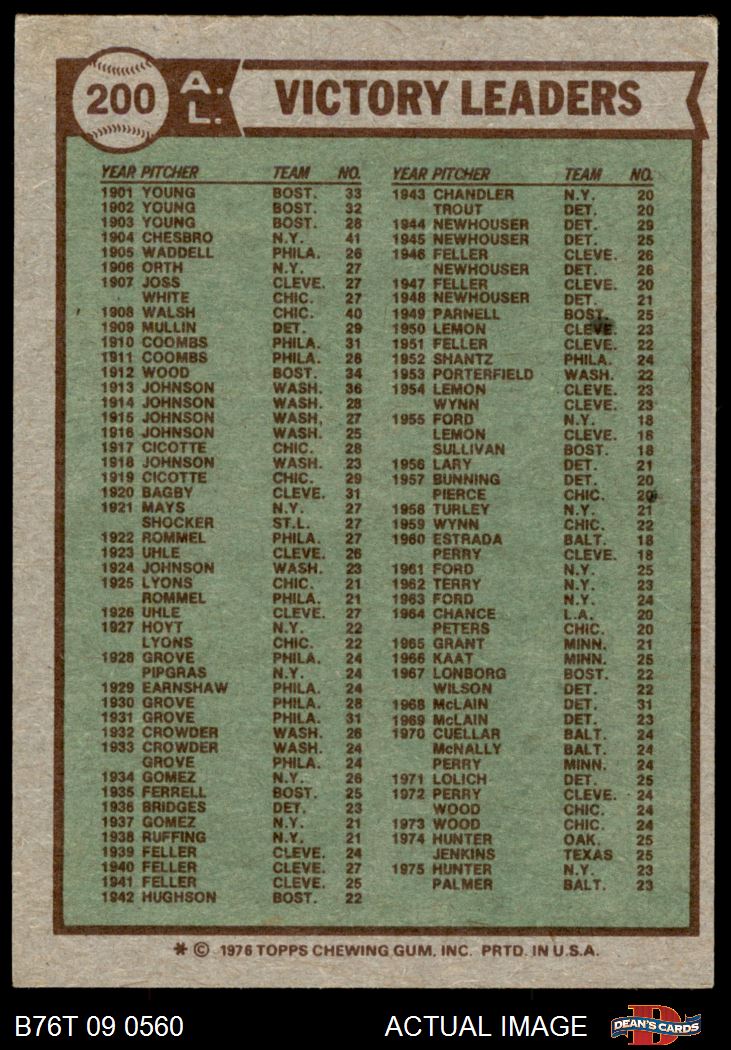 200 A.L. VICTORY LEADERS
YEAR PITCHER TEAM NO.
1901 YOUNG BOST. 33
1902 YOUNG BOST. 32
1903 YOUNG BOST. 28
1904 CHESBRO N.Y. 41
1905 WADDELL PHILA. 26
1906 ORTH N.Y. 27
1907 JOSS CLEVE. 27
WHITE CHIC. 27
1908 WALSH CHIC. 40
1909 MULLIN DET. 29
1910 COOMBS PHILA. 31
1911 COOMBS PHILA. 28
1912 WOOD BOST. 34
1913 JOHNSON WASH. 36
1914 JOHNSON WASH. 28
1915 JOHNSON WASH. 27
1916 JOHNSON WASH. 25
1917 CICOTTE CHIC. 28
1918 JOHNSON WASH. 23
1919 CICOTTE CHIC. 29
1920 BAGBY CLEVE. 31
1921 MAYS N.Y. 27
SHOCKER ST.L. 27
1922 ROMMEL PHILA. 27
1923 UHLE CLEVE. 26
1924 JOHNSON WASH. 23
1925 LYONS CHIC. 21
ROMMEL PHILA. 21
1926 UHLE CLEVE. 27
1927 HOYT N.Y. 22
LYONS CHIC. 22
1928 GROVE PHILA. 24
PIPGRAS N.Y. 24
1929 EARNSHAW PHILA. 24
1930 GROVE PHILA. 28
1931 GROVE PHILA. 31
1932 CROWDER WASH. 26
1933 CROWDER WASH. 24
GROVE PHILA. 24
1934 GOMEZ N.Y. 26
1935 FERRELL BOST. 25
1936 BRIDGES DET. 23
1937 GOMEZ N.Y. 21
1938 RUFFING N.Y. 21
1939 FELLER CLEVE. 24
1940 FELLER CLEVE. 27
1941 FELLER CLEVE. 25
1942 HUGHSON BOST. 22
YEAR PITCHER TEAM NO.
1943 CHANDLER N.Y. 20
TROUT DET. 20
1944 NEWHOUSER DET. 29
1945 NEWHOUSER DET. 25
1946 FELLER CLEVE. 26
NEWHOUSER DET. 26
1947 FELLER CLEVE. 20
1948 NEWHOUSER DET. 21
1949 PARNELL BOST. 25
1950 LEMON CLEVE. 23
1951 FELLER CLEVE. 22
1952 SHANTZ PHILA. 24
1953 PORTERFIELD WASH. 22
1954 LEMON CLEVE. 23
WYNN CLEVE. 23
1955 FORD N.Y. 18
LEMON CLEVE. 18
SULLIVAN BOST. 18
1956 LARY DET. 21
1957 BUNNING DET. 20
PIERCE CHIC. 20
1958 TURLEY N.Y. 21
1959 WYNN CHIC. 22
1960 ESTRADA BALT. 18
PERRY CLEVE. 18
1961 FORD N.Y. 25
1962 TERRY N.Y. 23
1963 FORD N.Y. 24
1964 CHANCE L.A. 20
PETERS CHIC. 20
1965 GRANT MINN. 21
1966 KAAT MINN. 25
1967 LONBORG BOST. 22
WILSON DET. 22
1968 McLAIN DET. 31
1969 McLAIN DET. 23
1970 CUELLAR BALT. 24
McNALLY BALT. 24
PERRY MINN. 24
1971 LOLICH DET. 25
1972 PERRY CLEVE. 24
WOOD CHIC. 24
1973 WOOD CHIC. 24
1974 HUNTER OAK. 25
JENKINS TEXAS 25
1975 HUNTER N.Y. 23
PALMER BALT. 23
* © 1976 TOPPS CHEWING GUM, INC. PRTD. IN U.S.A.
B76T 09 0560 ACTUAL IMAGE DEAN'S CARDS